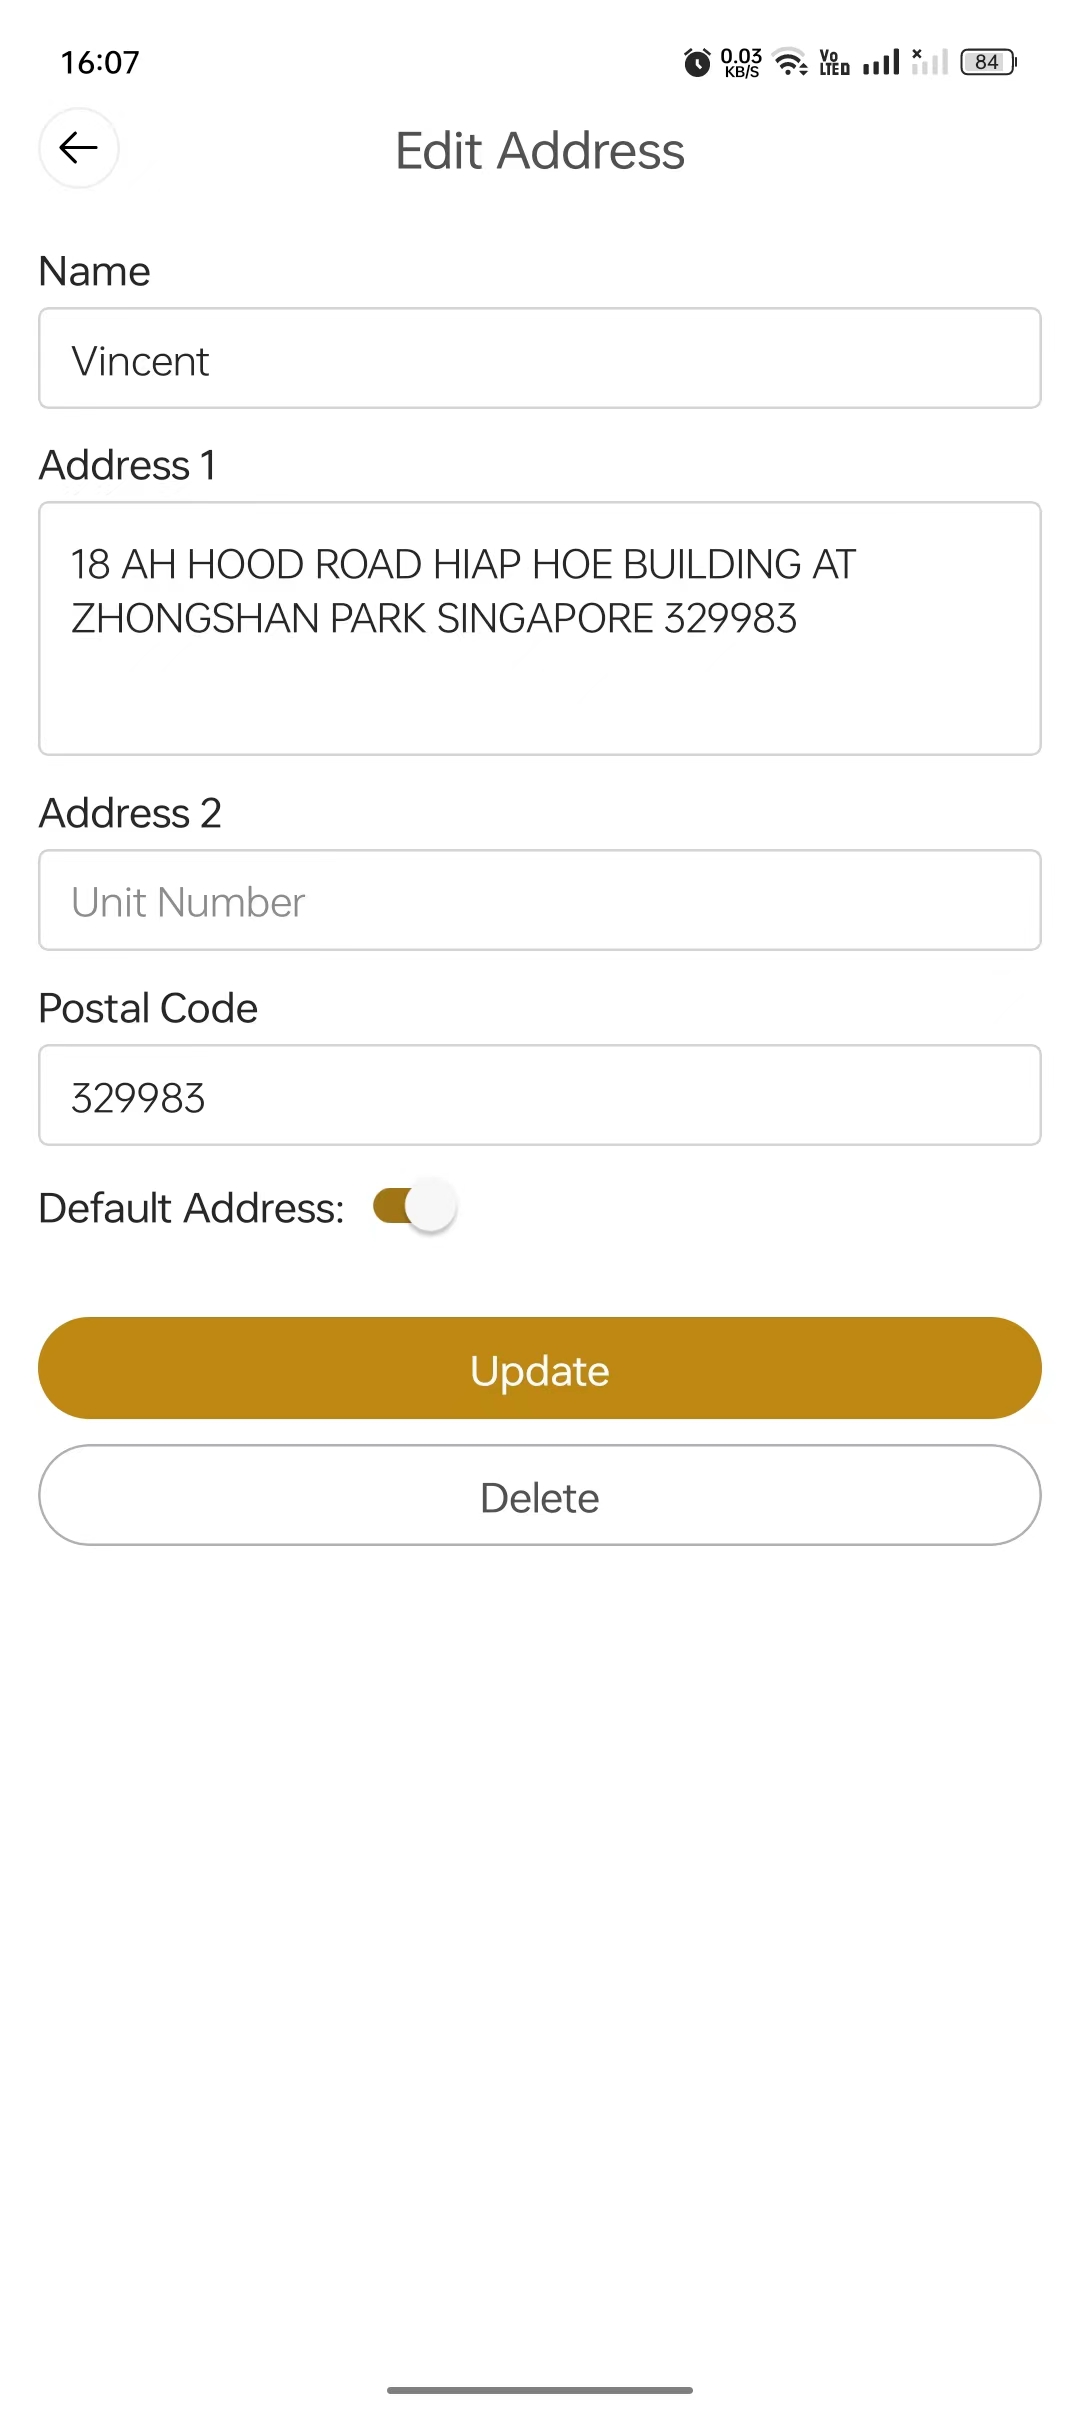 16:07
0.03
KB/S
Vo
LTE
84
Edit Address
Name
Vincent
Address 1
18 AH HOOD ROAD HIAP HOE BUILDING AT
ZHONGSHAN PARK SINGAPORE 329983
Address 2
Unit Number
Postal Code
329983
Default Address:
Update
Delete